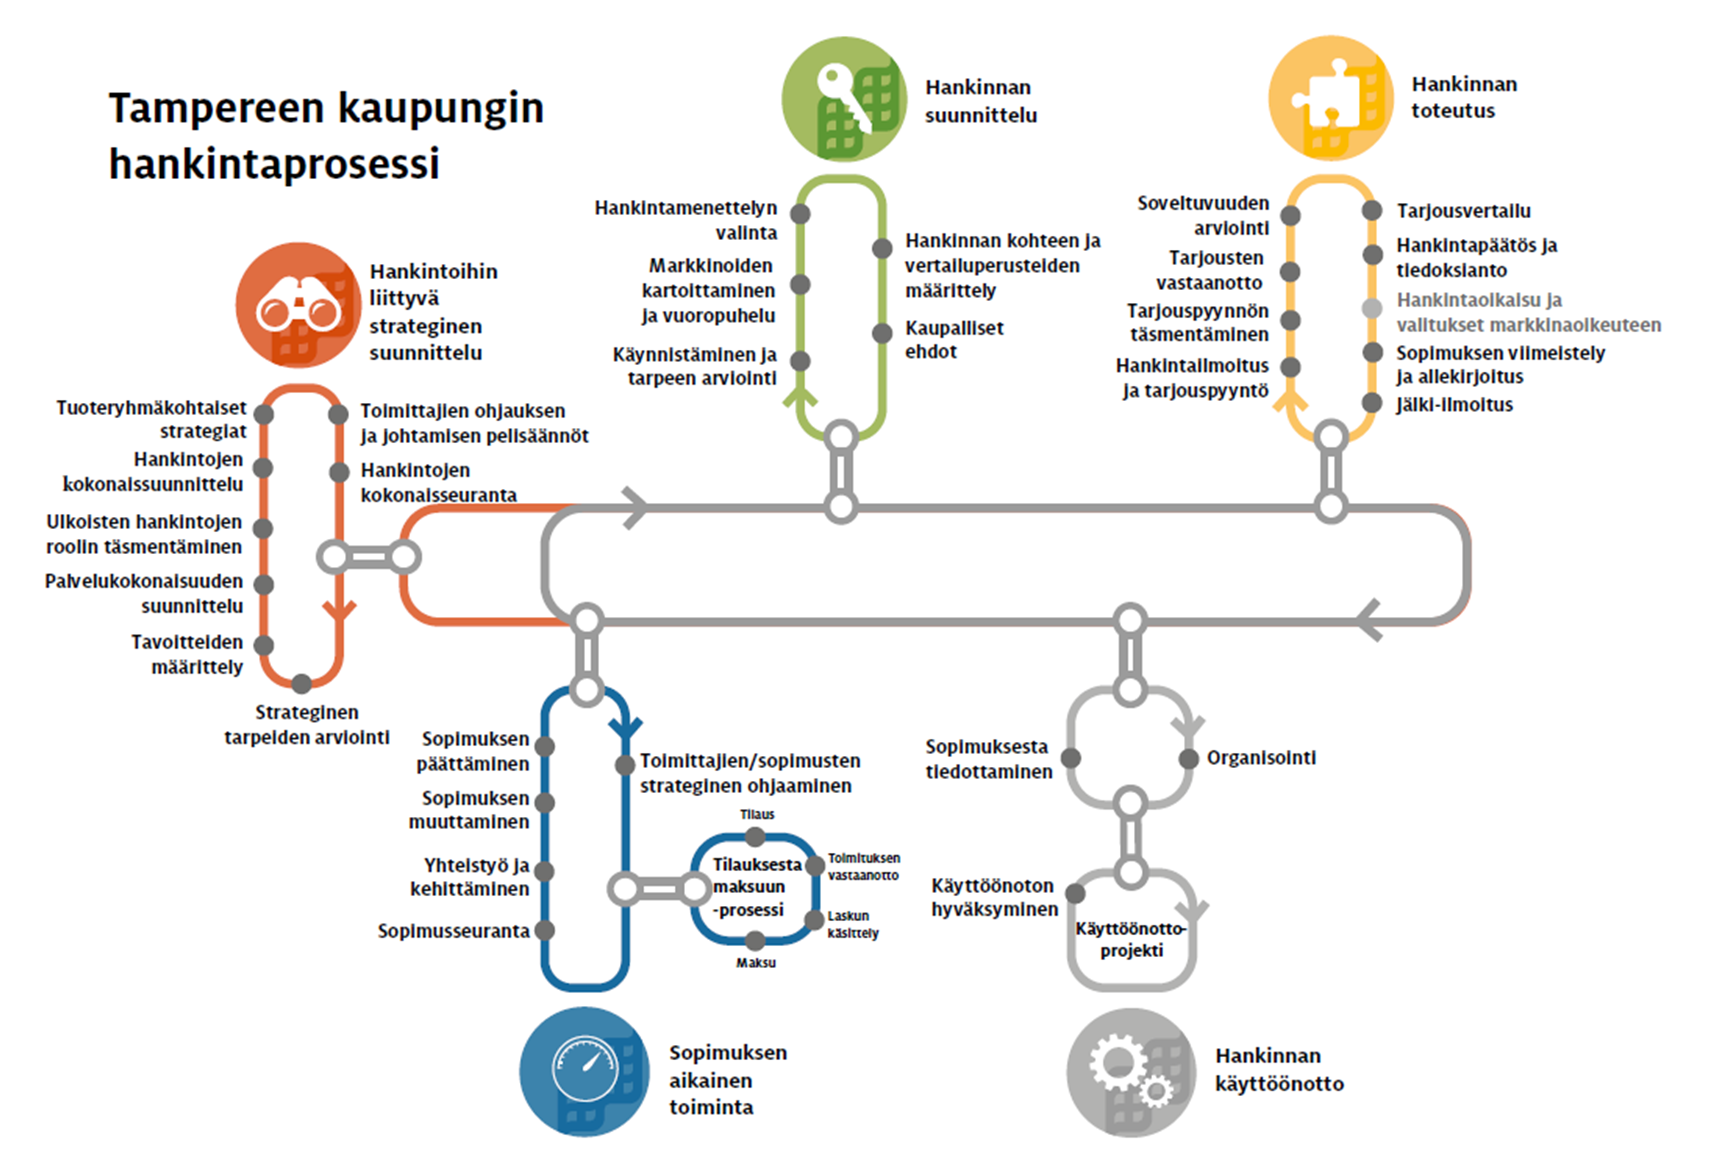 Tampereen kaupungin
hankintaprosessi
Hankintoihin
liittyvä
strateginen
suunnittelu
Tuoteryhmäkohtaiset
strategiat
Hankintojen
kokonaissuunnittelu
Ulkoisten hankintojen
roolin täsmentäminen
Palvelukokonaisuuden
suunnittelu
Tavoitteiden
määrittely
Strateginen
tarpeiden arviointi
Toimittajien ohjauksen
ja johtamisen pelisäännöt
Hankintojen
kokonaisseuranta
Hankinnan
suunnittelu
Hankintamenettelyn
valinta
Markkinoiden
kartoittaminen
ja vuoropuhelu
Käynnistäminen ja
tarpeen arviointi
Hankinnan kohteen ja
vertailuperusteiden
määrittely
Kaupalliset
ehdot
Hankinnan
toteutus
Soveltuvuuden
arviointi
Tarjousten
vastaanotto
Tarjouspyynnön
täsmentäminen
Hankintailmoitus
ja tarjouspyyntö
Tarjousvertailu
Hankintapäätös ja
tiedoksianto
Hankintaoikaisu ja
valitukset markkinaoikeuteen
Sopimuksen viimeistely
ja allekirjoitus
Jälki-ilmoitus
Sopimuksen
päättäminen
Sopimuksen
muuttaminen
Yhteistyö ja
kehittäminen
Sopimusseuranta
Toimittajien/sopimusten
strateginen ohjaaminen
Tilaus
Tilauksesta
maksuun
-prosessi
Toimituksen
vastaanotto
Laskun
käsittely
Maksu
Sopimuksen
aikainen
toiminta
Sopimuksesta
tiedottaminen
Organisointi
Käyttöönoton
hyväksyminen
Käyttöönotto-
projekti
Hankinnan
käyttöönotto